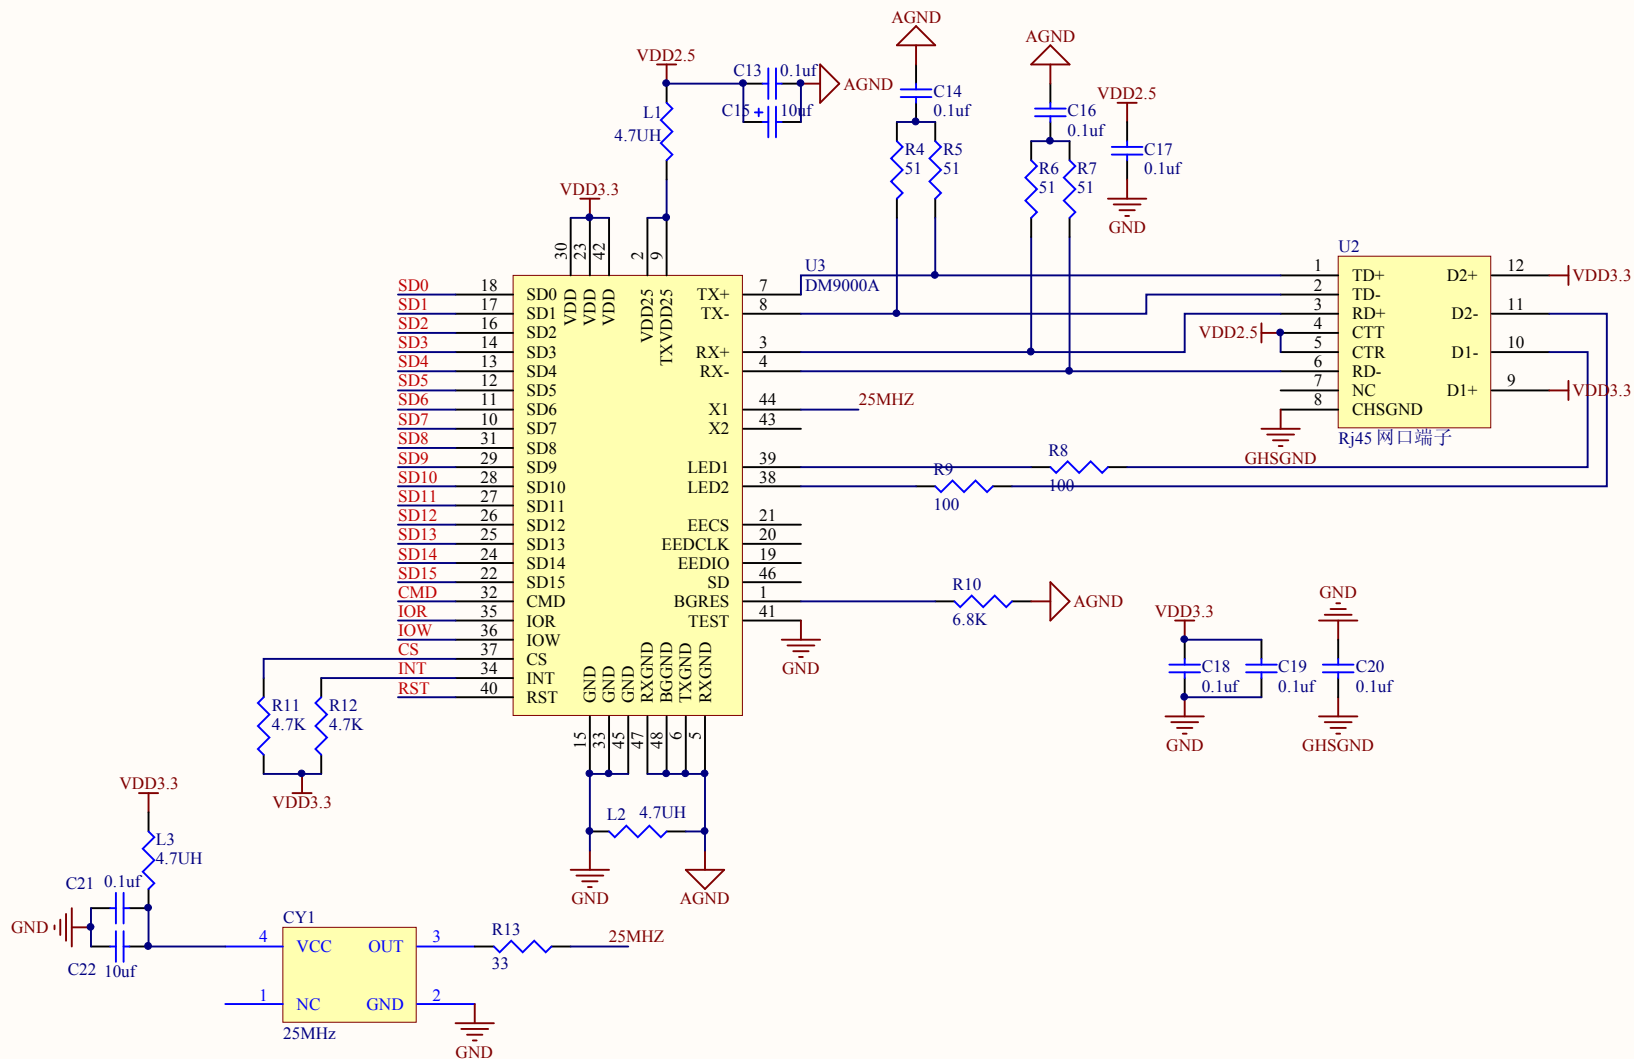 AGND
AGND
VDD2.5
C13 0.1uf
AGND
C15 + 10uf
L1
4.7UH
C14
0.1uf
C16
0.1uf
VDD2.5
C17
0.1uf
GND
R4
51
R5
51
R6
51
R7
51
VDD3.3
30
23
42
2
9
VDD
VDD
VDD
VDD25
TXVDD25
U3
DM9000A
SD0 18 SD0
SD1 17 SD1
SD2 16 SD2
SD3 14 SD3
SD4 13 SD4
SD5 12 SD5
SD6 11 SD6
SD7 10 SD7
SD8 31 SD8
SD9 29 SD9
SD10 28 SD10
SD11 27 SD11
SD12 26 SD12
SD13 25 SD13
SD14 24 SD14
SD15 22 SD15
CMD 32 CMD
IOR 35 IOR
IOW 36 IOW
CS 37 CS
INT 34 INT
RST 40 RST
TX+ 7
TX- 8
RX+ 3
RX- 4
X1 44 25MHZ
X2 43
LED1 39
LED2 38
EECS 21
EEDCLK 20
EEDIO 19
SD 46
BGRES 1
TEST 41
GND
GND
GND
GND
RXGND
BGGND
TXGND
RXGND
15
33
45
47
48
6
5
U2
1 TD+
2 TD-
3 RD+
4 CTT
5 CTR
6 RD-
7 NC
8 CHSGND
D2+ 12 VDD3.3
D2- 11
D1- 10
D1+ 9 VDD3.3
Rj45 网口端子
VDD2.5
GHSGND
R8
100
R9
100
R10
6.8K
AGND
VDD3.3
C18
0.1uf
C19
0.1uf
GND
GND
C20
0.1uf
GHSGND
R11
4.7K
R12
4.7K
VDD3.3
L2 4.7UH
GND
AGND
VDD3.3
L3
4.7UH
C21 0.1uf
GND
C22 10uf
CY1
4 VCC
OUT 3
1 NC
GND 2
25MHz
R13
33
25MHZ
GND